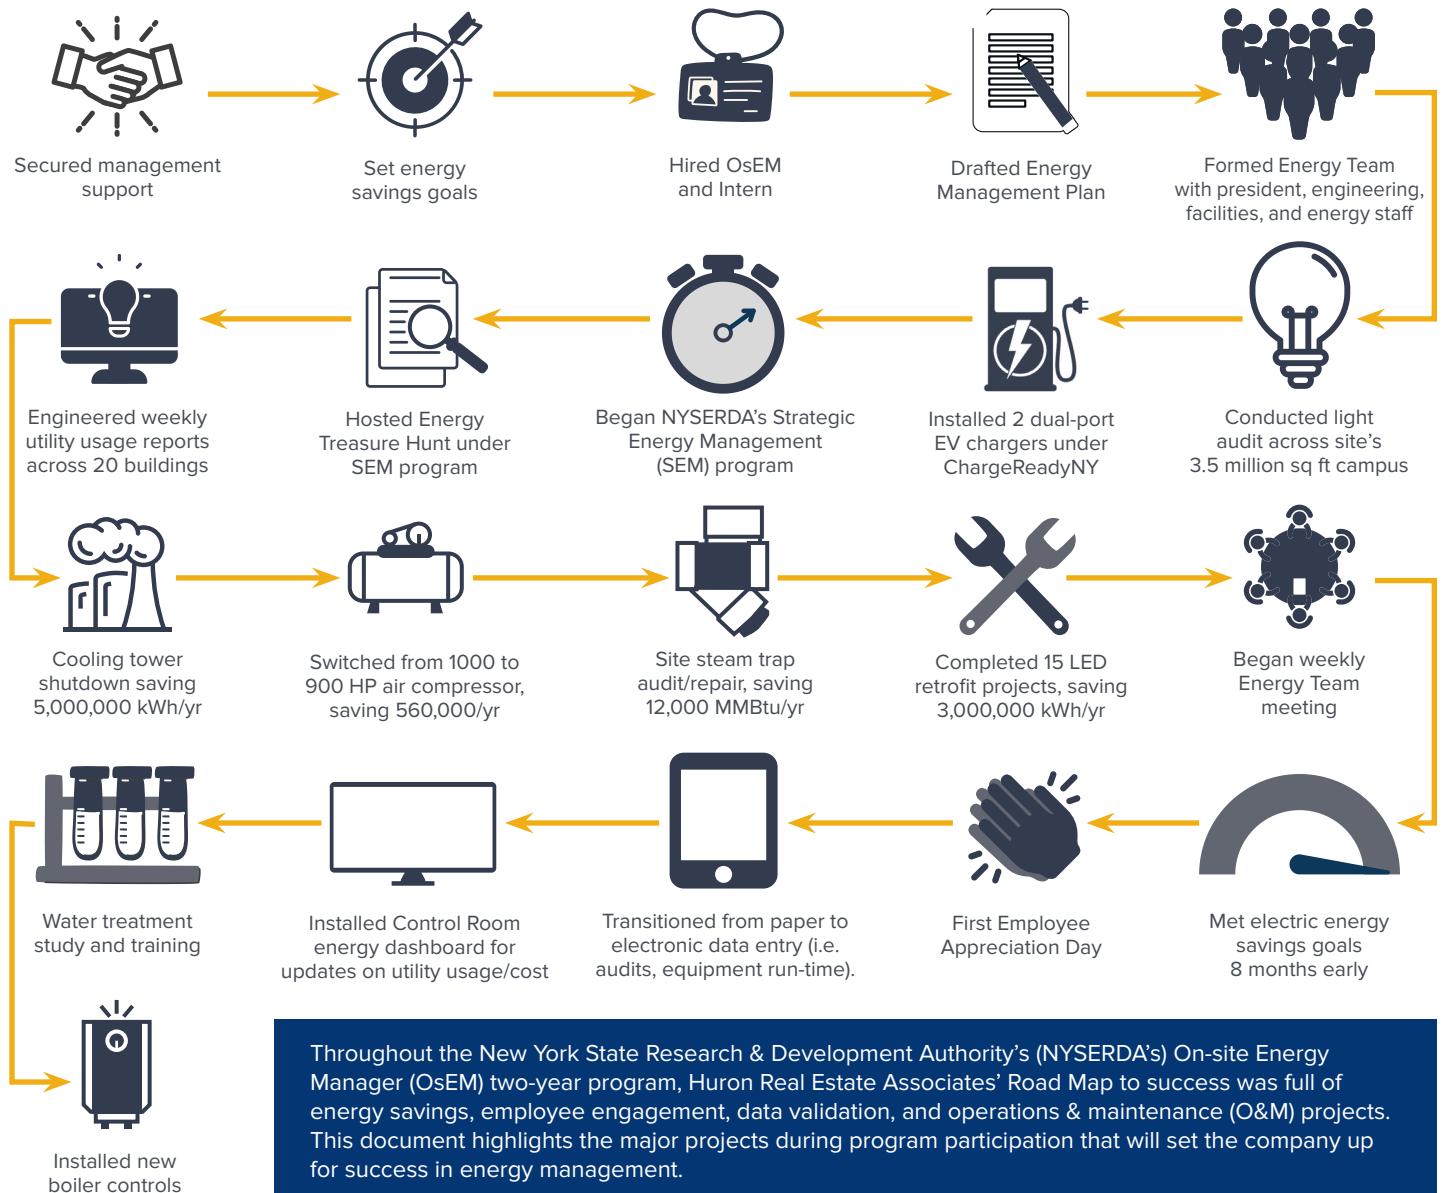 Secured management
support
Set energy
savings goals
Hired OsEM
and Intern
Drafted Energy
Management Plan
Formed Energy Team
with president, engineering,
facilities, and energy staff
Conducted light
audit across site's
3.5 million sq ft campus
Installed 2 dual-port
EV chargers under
ChargeReadyNY
Began NYSERDA's Strategic
Energy Management
(SEM) program
Hosted Energy
Treasure Hunt under
SEM program
Engineered weekly
utility usage reports
across 20 buildings
Cooling tower
shutdown saving
5,000,000 kWh/yr
Switched from 1000 to
900 HP air compressor,
saving 560,000/yr
Site steam trap
audit/repair, saving
12,000 MMBtu/yr
Completed 15 LED
retrofit projects, saving
3,000,000 kWh/yr
Began weekly
Energy Team
meeting
Met electric energy
savings goals
8 months early
First Employee
Appreciation Day
Transitioned from paper to
electronic data entry (i.e.
audits, equipment run-time).
Installed Control Room
energy dashboard for
updates on utility usage/cost
Water treatment
study and training
Installed new
boiler controls
Throughout the New York State Research & Development Authority's (NYSERDA's) On-site Energy
Manager (OsEM) two-year program, Huron Real Estate Associates' Road Map to success was full of
energy savings, employee engagement, data validation, and operations & maintenance (O&M) projects.
This document highlights the major projects during program participation that will set the company up
for success in energy management.